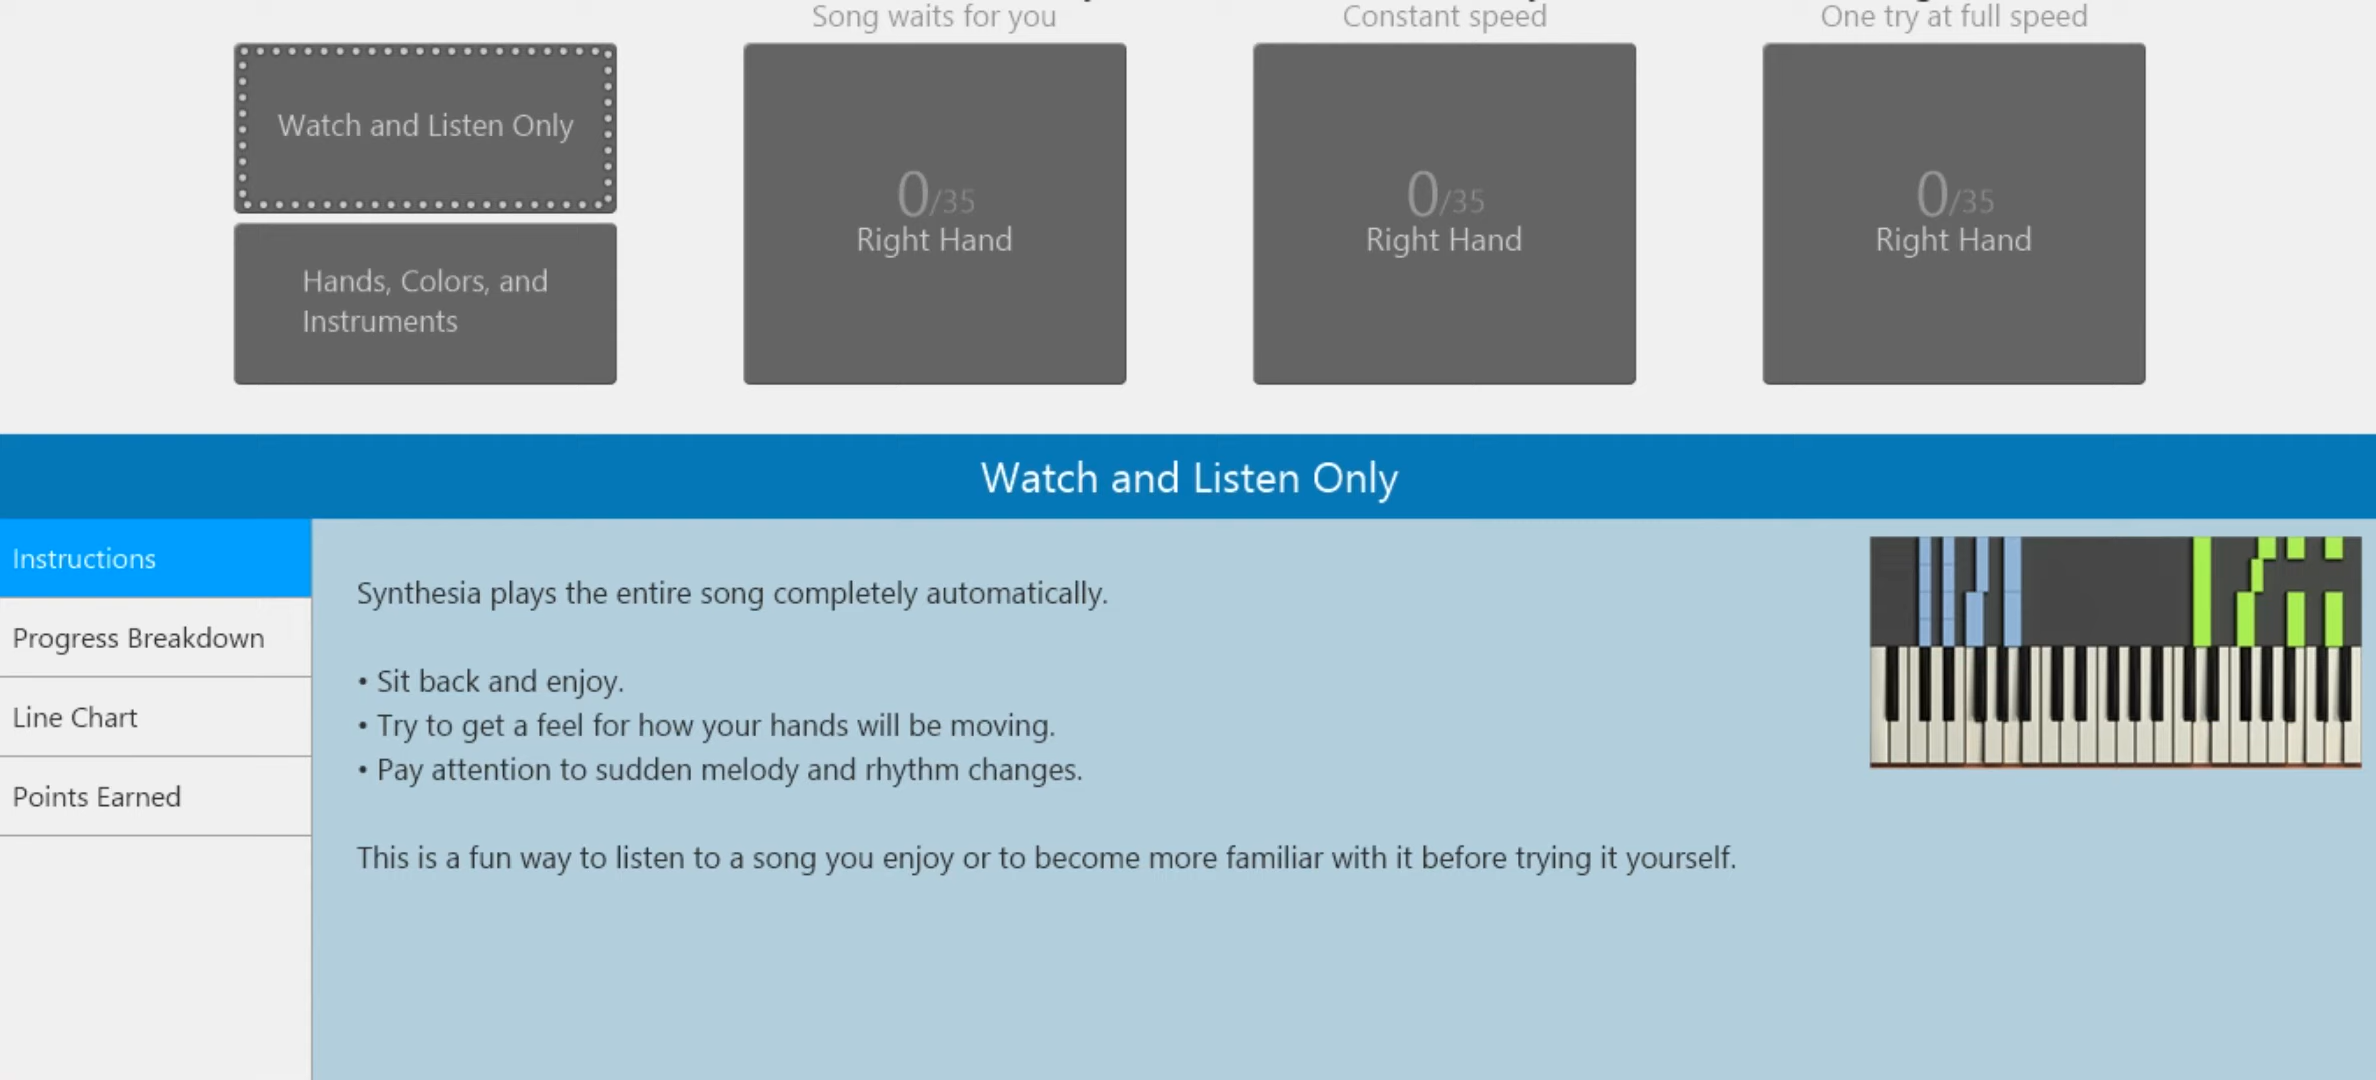 Song waits for you
Constant speed
One try at full speed
Watch and Listen Only
Hands, Colors, and
Instruments
0/35
Right Hand
0/35
Right Hand
0/35
Right Hand
Watch and Listen Only
Instructions
Progress Breakdown
Line Chart
Points Earned
Synthesia plays the entire song completely automatically.
• Sit back and enjoy.
• Try to get a feel for how your hands will be moving.
• Pay attention to sudden melody and rhythm changes.
This is a fun way to listen to a song you enjoy or to become more familiar with it before trying it yourself.